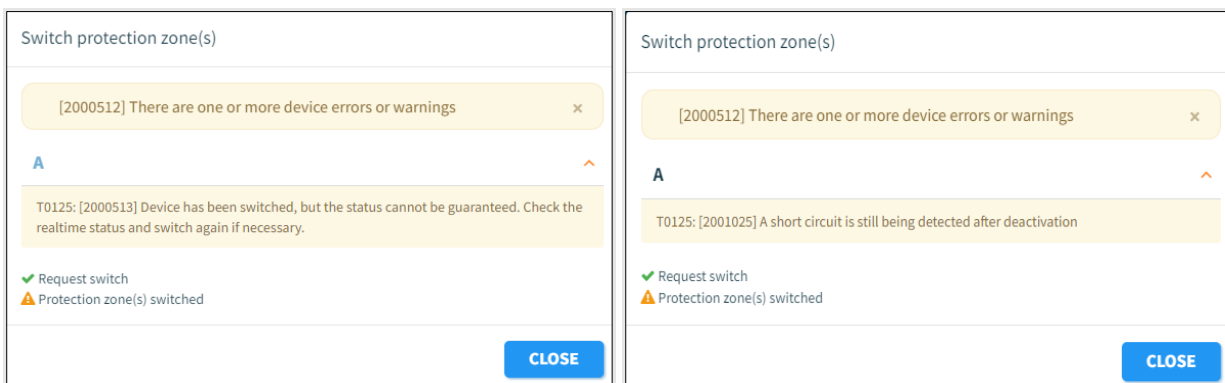 Switch protection zone(s)
[2000512] There are one or more device errors or warnings ×
A
T0125: [2000513] Device has been switched, but the status cannot be guaranteed. Check the
realtime status and switch again if necessary.
Request switch
Protection zone(s) switched
CLOSE
Switch protection zone(s)
[2000512] There are one or more device errors or warnings ×
A
T0125: [2001025] A short circuit is still being detected after deactivation
Request switch
Protection zone(s) switched
CLOSE